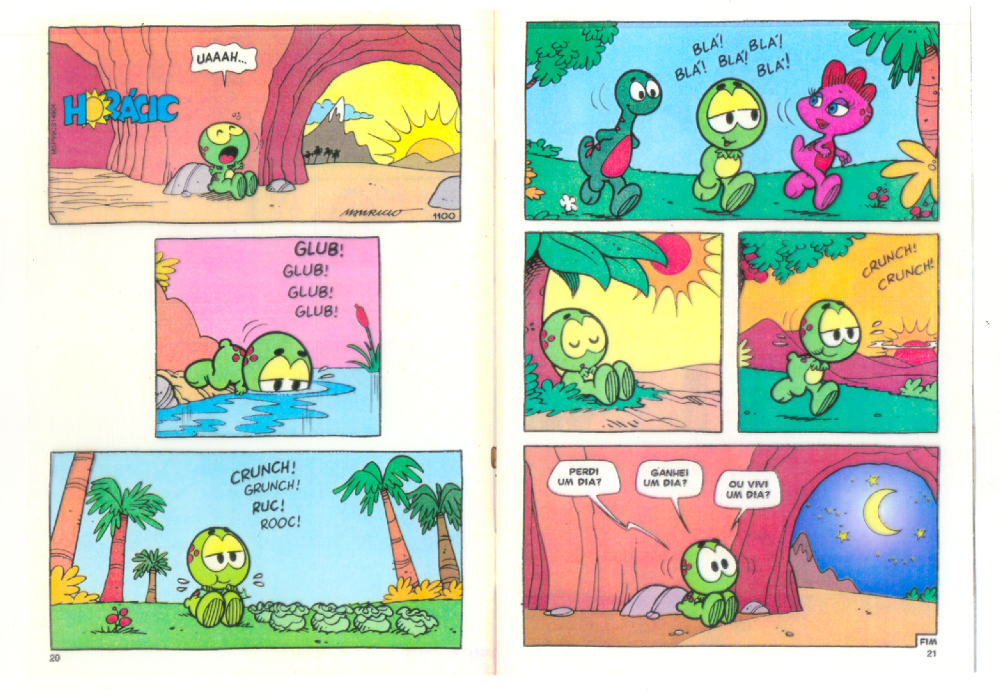 UAAAH...
HORÁCIO
MSP99CB14904
MAURICIO
1100
GLUB!
GLUB!
GLUB!
GLUB!
CRUNCH!
GRUNCH!
RUC!
ROOC!
20
BLÁ! BLÁ!
BLÁ! BLÁ! BLÁ!
CRUNCH!
CRUNCH!
PERDI
UM DIA?
GANHEI
UM DIA?
OU VIVI
UM DIA?
FIM
21